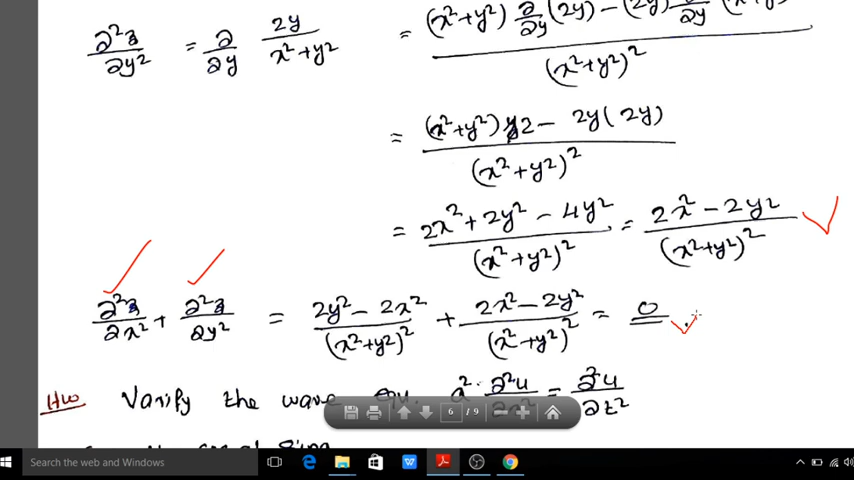 ∂²z/∂y² = ∂/∂y 2y/(x²+y²) = ((x²+y²) ∂/∂y (2y) − (2y) ∂/∂y (x²+y²))/(x²+y²)²
= ((x²+y²) 2 − 2y(2y))/(x²+y²)²
= (2x²+2y²−4y²)/(x²+y²)² = (2x²−2y²)/(x²+y²)²
∂²z/∂x² + ∂²z/∂y² = (2y²−2x²)/(x²+y²)² + (2x²−2y²)/(x²+y²)² = 0
HW Varify the wave Equ. a² ∂²u/∂x² = ∂²u/∂t²
6 / 9
Search the web and Windows